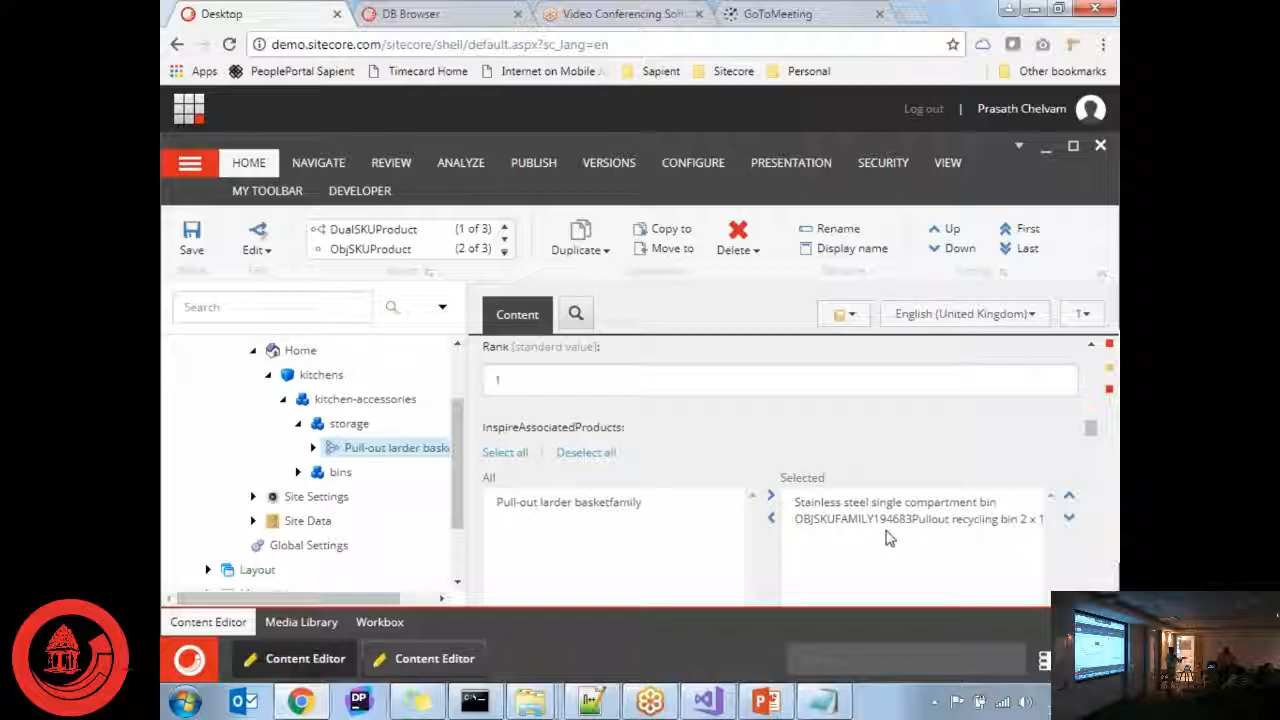 Desktop
DB Browser
Video Conferencing Soft
GoToMeeting
demo.sitecore.com/sitecore/shell/default.aspx?sc_lang=en
Apps
PeoplePortal Sapient
Timecard Home
Internet on Mobile
Sapient
Sitecore
Personal
Other bookmarks
Log out | Prasath Chelvam
HOME NAVIGATE REVIEW ANALYZE PUBLISH VERSIONS CONFIGURE PRESENTATION SECURITY VIEW
MY TOOLBAR DEVELOPER
DualSKUProduct (1 of 3)
Copy to
Rename
Up
First
Save
Edit
ObjSKUProduct (2 of 3)
Duplicate
Move to
Delete
Display name
Down
Last
Search
Content
English (United Kingdom)
1
Home
kitchens
kitchen-accessories
storage
Pull-out larder bask
bins
Site Settings
Site Data
Global Settings
Layout
Rank [standard value]:
1
InspireAssociatedProducts:
Select all
Deselect all
All
Selected
Pull-out larder basketfamily
Stainless steel single compartment bin
OBJSKUFAMILY194683Pullout recycling bin 2 x 1
Content Editor
Media Library
Workbox
Content Editor
Content Editor